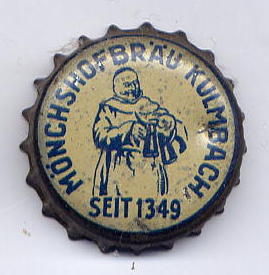 MÖNCHSHOFBRÄU KULMBACH
SEIT 1349